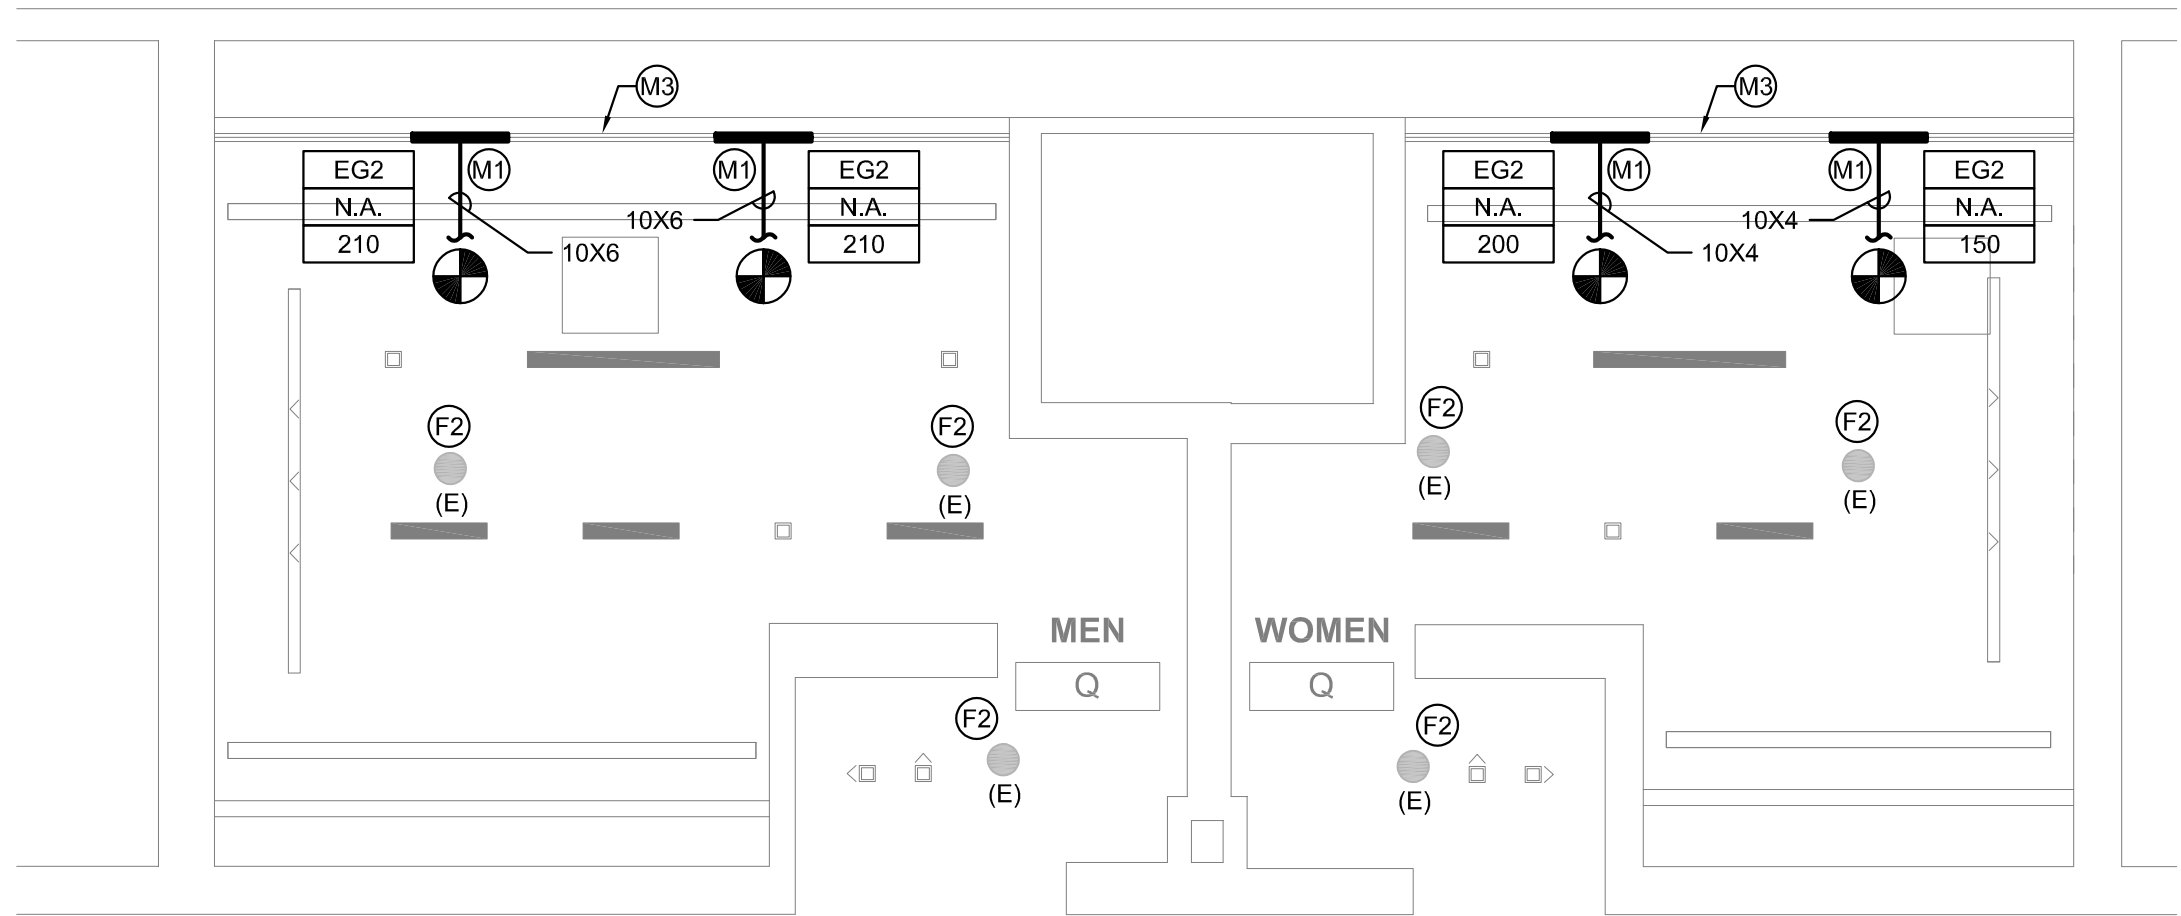 M3
M3
EG2
N.A.
210
M1
10X6
M1
10X6
EG2
N.A.
210
EG2
N.A.
200
M1
10X4
M1
10X4
EG2
N.A.
150
F2
(E)
F2
(E)
F2
(E)
F2
(E)
MEN
Q
WOMEN
Q
F2
(E)
F2
(E)